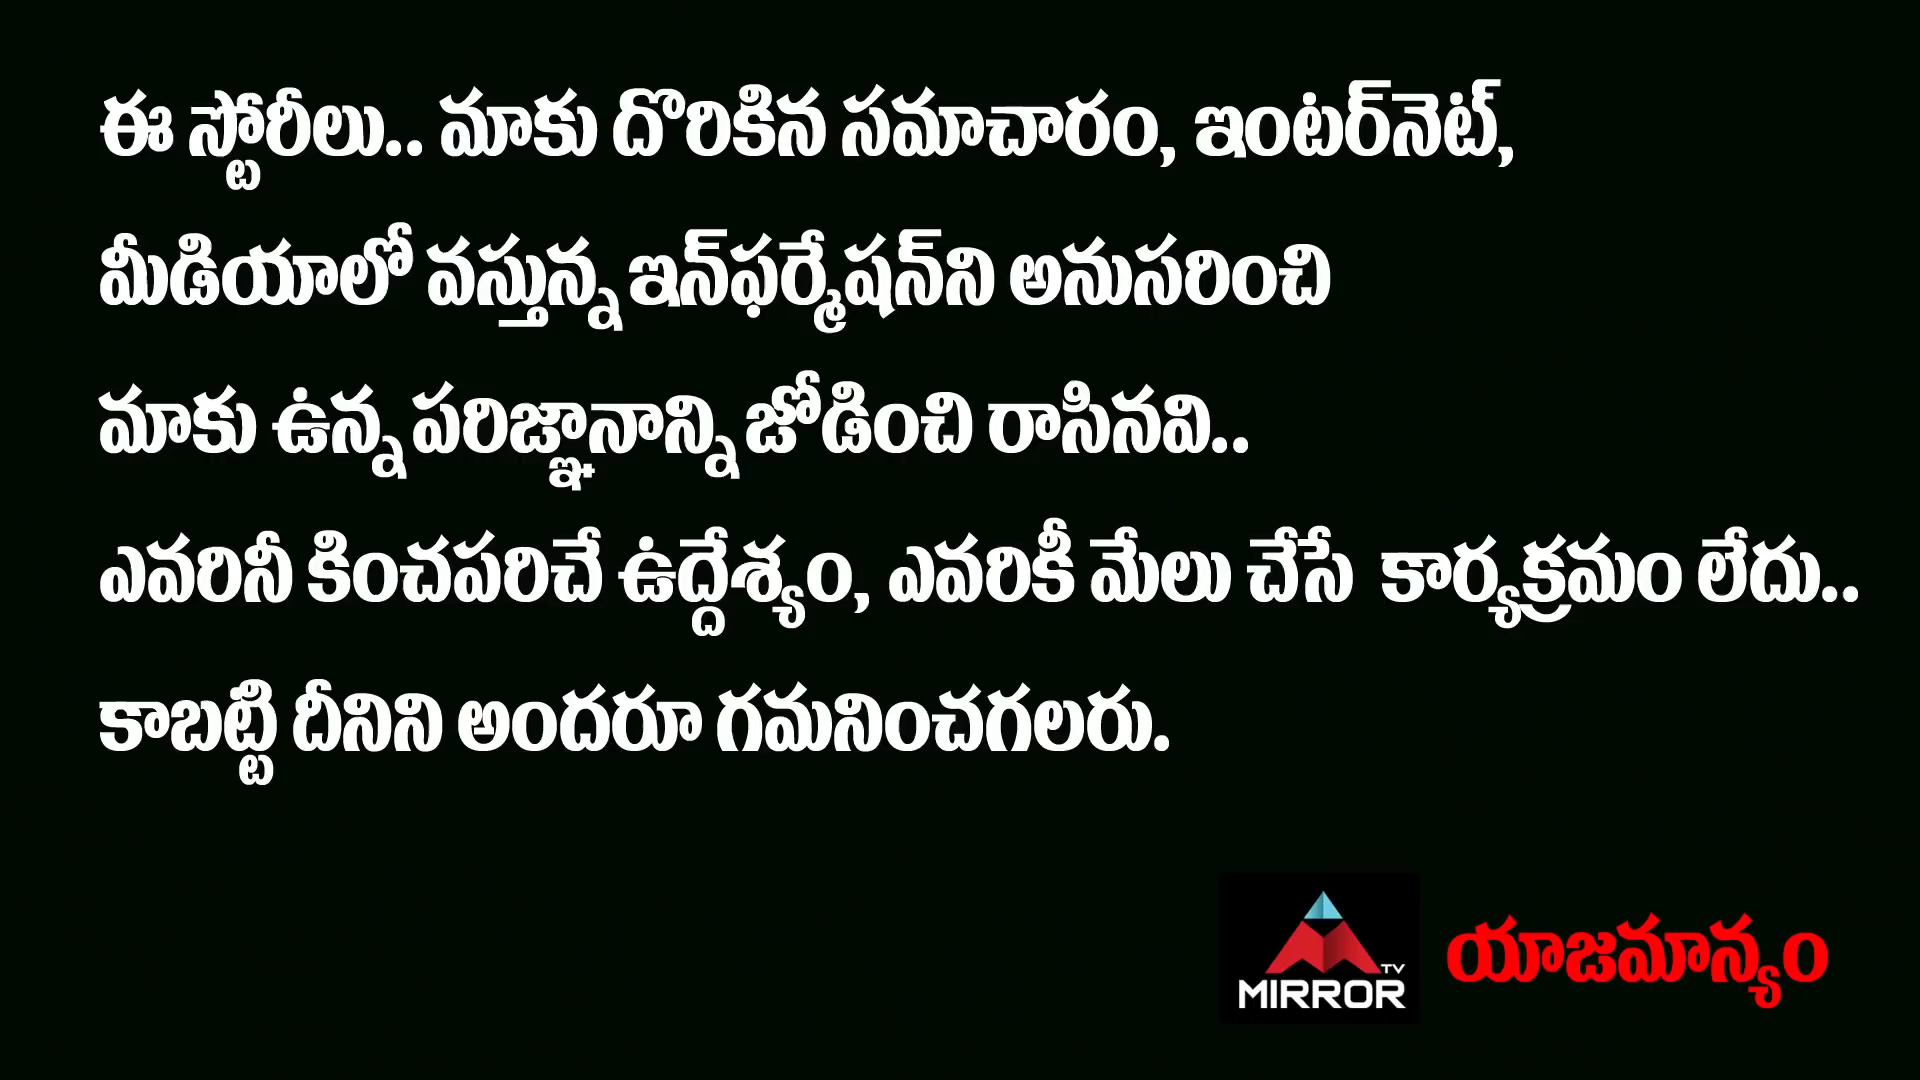 ఈ స్టోరీలు.. మాకు దొరికిన సమాచారం, ఇంటర్‌నెట్,
మీడియాలో వస్తున్న ఇన్‌ఫర్మేషన్‌ని అనుసరించి
మాకు ఉన్న పరిజ్ఞానాన్ని జోడించి రాసినవి..
ఎవరినీ కించపరిచే ఉద్దేశ్యం, ఎవరికీ మేలు చేసే కార్యక్రమం లేదు..
కాబట్టి దీనిని అందరూ గమనించగలరు.
TV
MIRROR
యాజమాన్యం